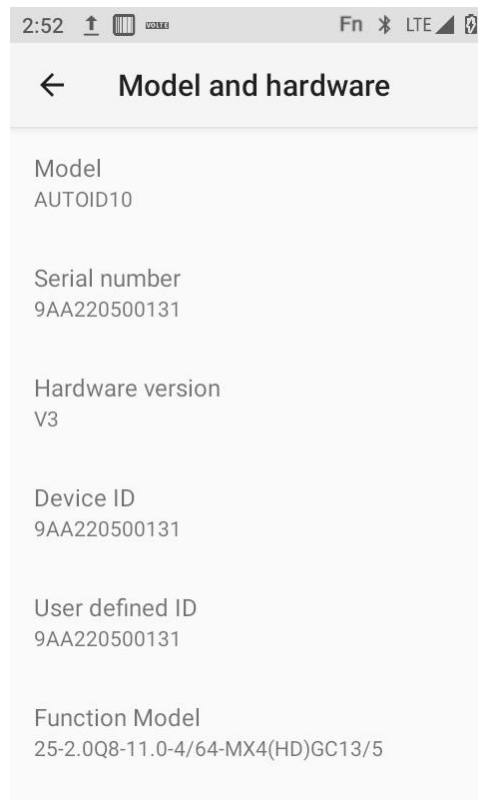 2:52 VOLTE Fn LTE
Model and hardware
Model
AUTOID10
Serial number
9AA220500131
Hardware version
V3
Device ID
9AA220500131
User defined ID
9AA220500131
Function Model
25-2.0Q8-11.0-4/64-MX4(HD)GC13/5